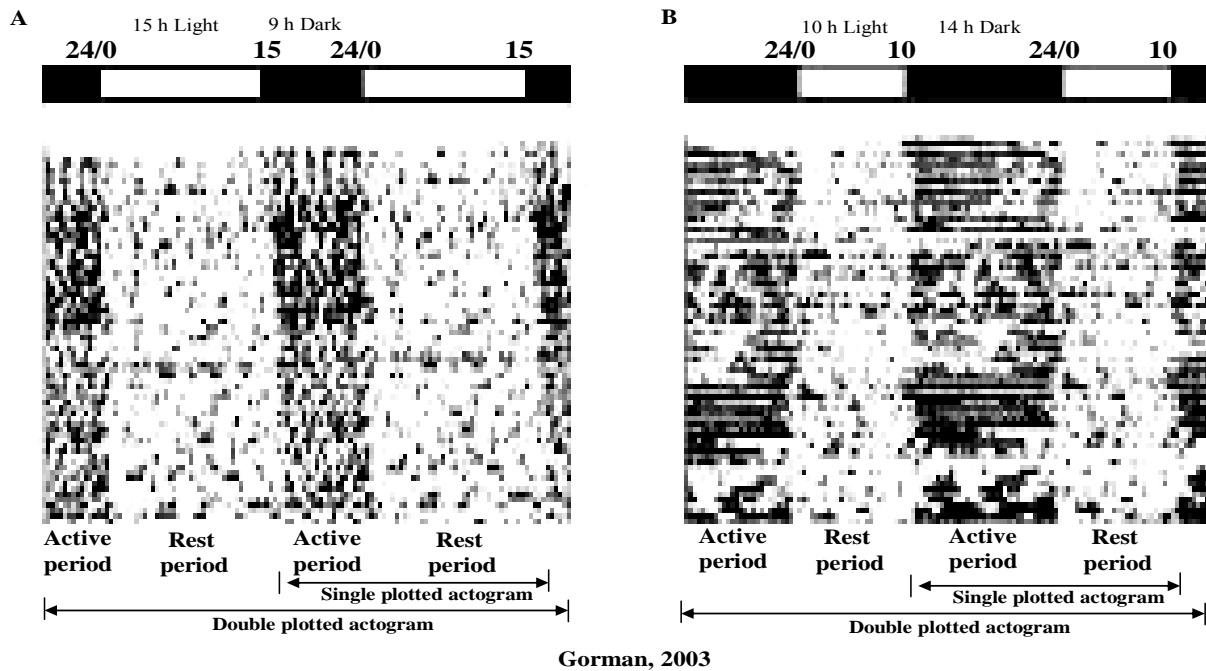 A
15 h Light 9 h Dark
24/0 15 24/0 15
Active period Rest period Active period Rest period
Single plotted actogram
Double plotted actogram
B
10 h Light 14 h Dark
24/0 10 24/0 10
Active period Rest period Active period Rest period
Single plotted actogram
Double plotted actogram
Gorman, 2003